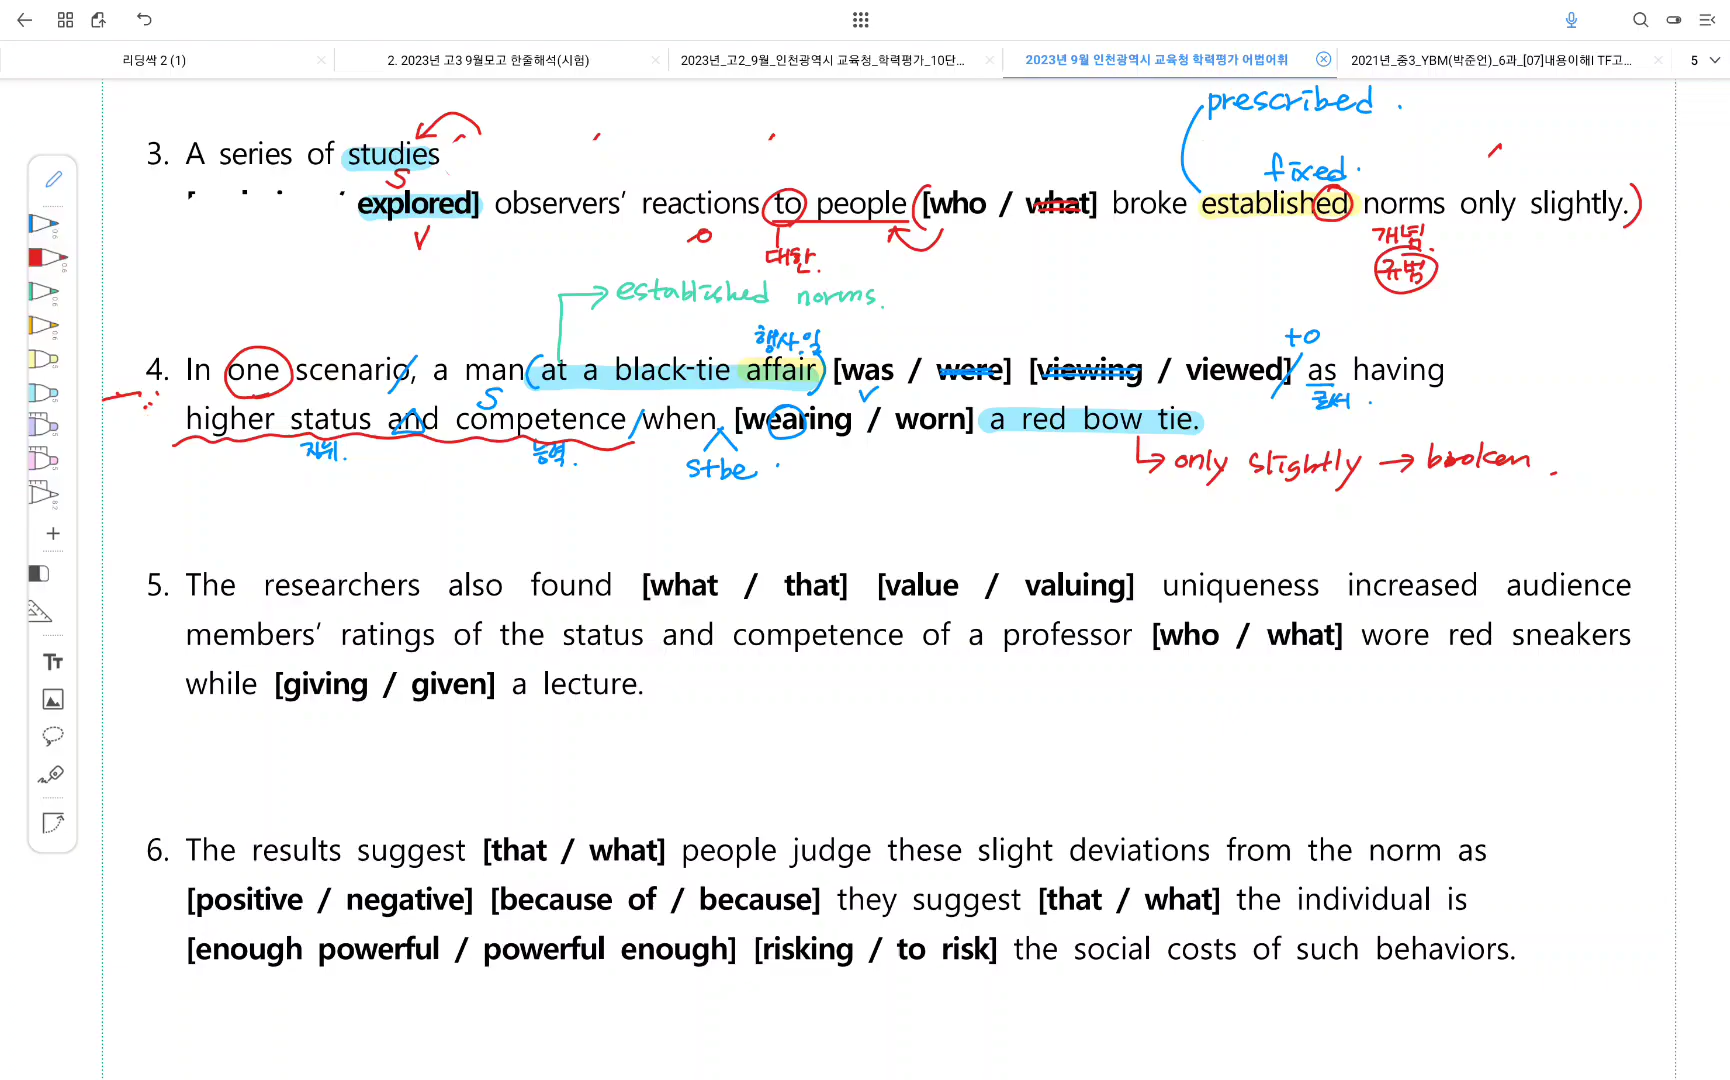 리딩싹 2 (1)
2. 2023년 고3 9월모고 한줄해석(시험)
2023년_고2_9월_인천광역시 교육청_학력평가_10단...
2023년 9월 인천광역시 교육청 학력평가 어법어휘
2021년_중3_YBM(박준언)_6과_[07]내용이해I TF고...
5
prescribed .
3. A series of studies
fixed.
S
explored] observers’ reactions to people [who / what] broke established norms only slightly.)
V
o
대한.
개념.
규범
established norms.
행사.일
+o
4. In one scenario, a man (at a black-tie affair) [was / were] [viewing / viewed] as having
S
V
로서.
higher status and competence when [wearing / worn] a red bow tie.
지위.
능력.
S+be.
only slightly → broken.
5. The researchers also found [what / that] [value / valuing] uniqueness increased audience
members’ ratings of the status and competence of a professor [who / what] wore red sneakers
while [giving / given] a lecture.
6. The results suggest [that / what] people judge these slight deviations from the norm as
[positive / negative] [because of / because] they suggest [that / what] the individual is
[enough powerful / powerful enough] [risking / to risk] the social costs of such behaviors.